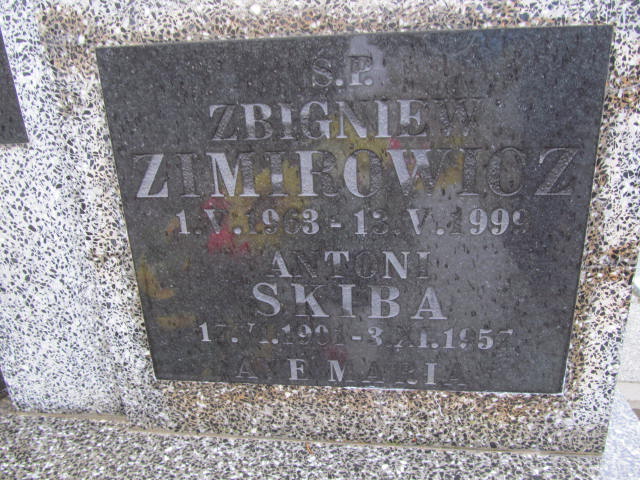 S.P.
ZBIGNIEW
ZIMIROWICZ
1.V.1963 - 13.V.1999
ANTONI
SKIBA
AVE MARIA